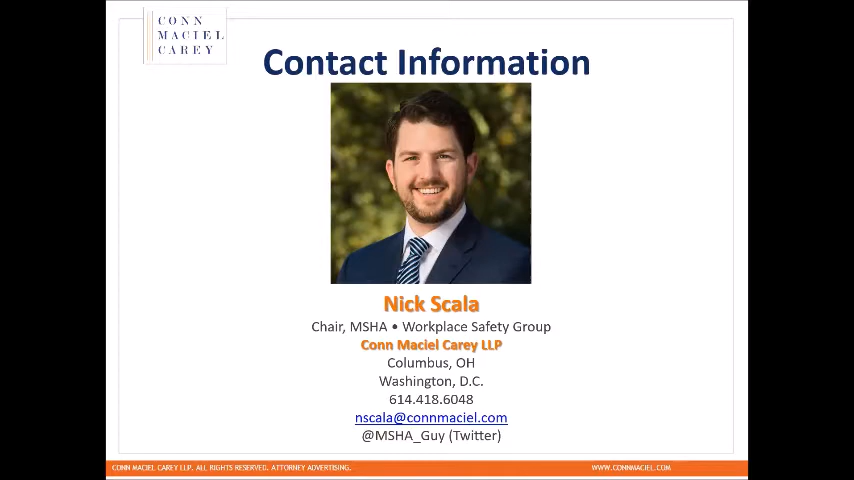 CONN
MACIEL
CAREY
Contact Information
Nick Scala
Chair, MSHA • Workplace Safety Group
Conn Maciel Carey LLP
Columbus, OH
Washington, D.C.
614.418.6048
nscala@connmaciel.com
@MSHA_Guy (Twitter)
CONN MACIEL CAREY LLP. ALL RIGHTS RESERVED. ATTORNEY ADVERTISING.
WWW.CONNMACIEL.COM